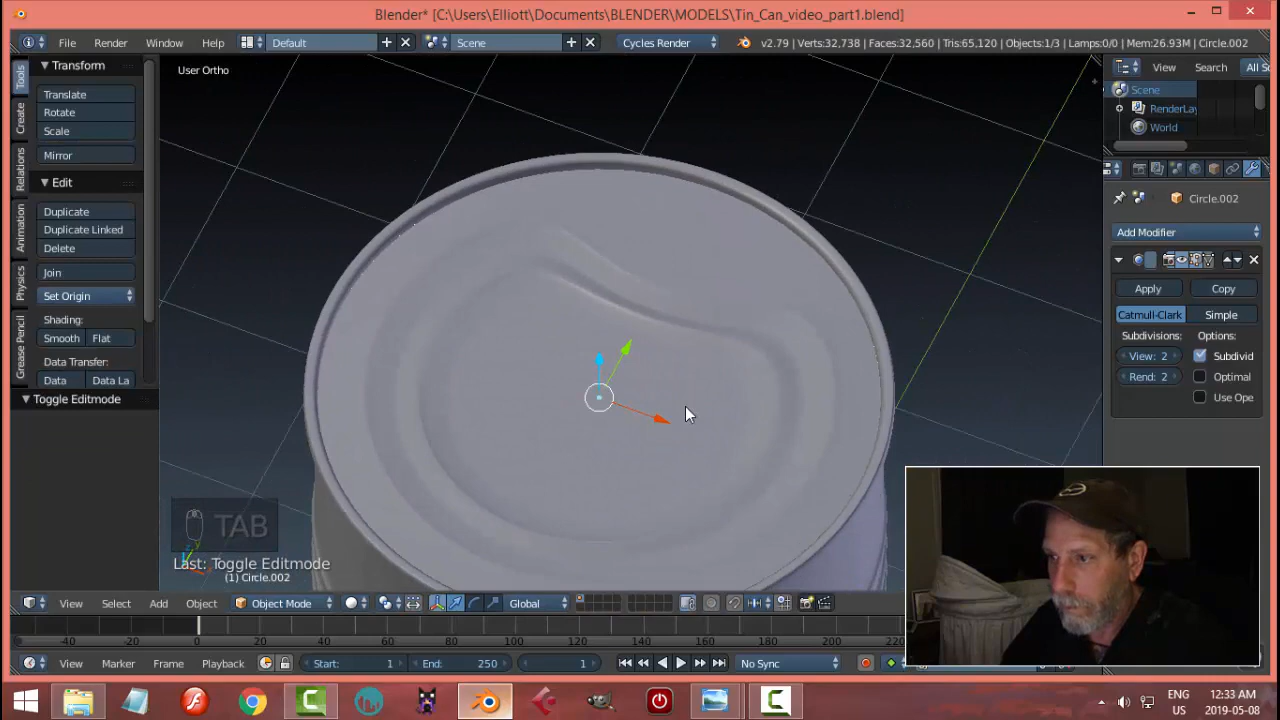 Blender* [C:\Users\Elliott\Documents\BLENDER\MODELS\Tin_Can_video_part1.blend]
File Render Window Help Default Scene Cycles Render v2.79 | Verts:32,738 | Faces:32,560 | Tris:65,120 | Objects:1/3 | Lamps:0/0 | Mem:26.93M | Circle.002
Tools
Create
Relations
Animation
Physics
Grease Pencil
Transform
Translate
Rotate
Scale
Mirror
Edit
Duplicate
Duplicate Linked
Delete
Join
Set Origin
Shading:
Smooth Flat
Data Transfer:
Data Data La
Toggle Editmode
User Ortho
TAB
Last: Toggle Editmode
(1) Circle.002
View Search All S
Scene
RenderLay
World
Circle.002
Add Modifier
Apply Copy
Catmull-Clark Simple
Subdivisions: Options:
View: 2 Subdivid
Rend: 2 Optimal
Use Ope
View Select Add Object Object Mode Global
-40 -20 0 20 40 60 80 100 120 140 160 180 200 220
View Marker Frame Playback Start: 1 End: 250 1 No Sync
ENG 12:33 AM
US 2019-05-08